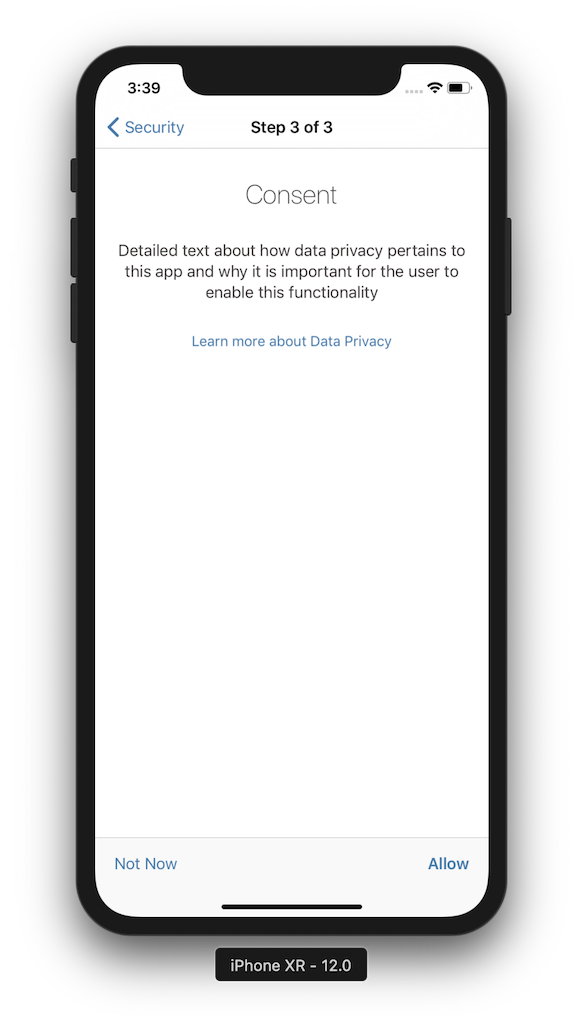 3:39
Security
Step 3 of 3
Consent
Detailed text about how data privacy pertains to
this app and why it is important for the user to
enable this functionality
Learn more about Data Privacy
Not Now
Allow
iPhone XR - 12.0